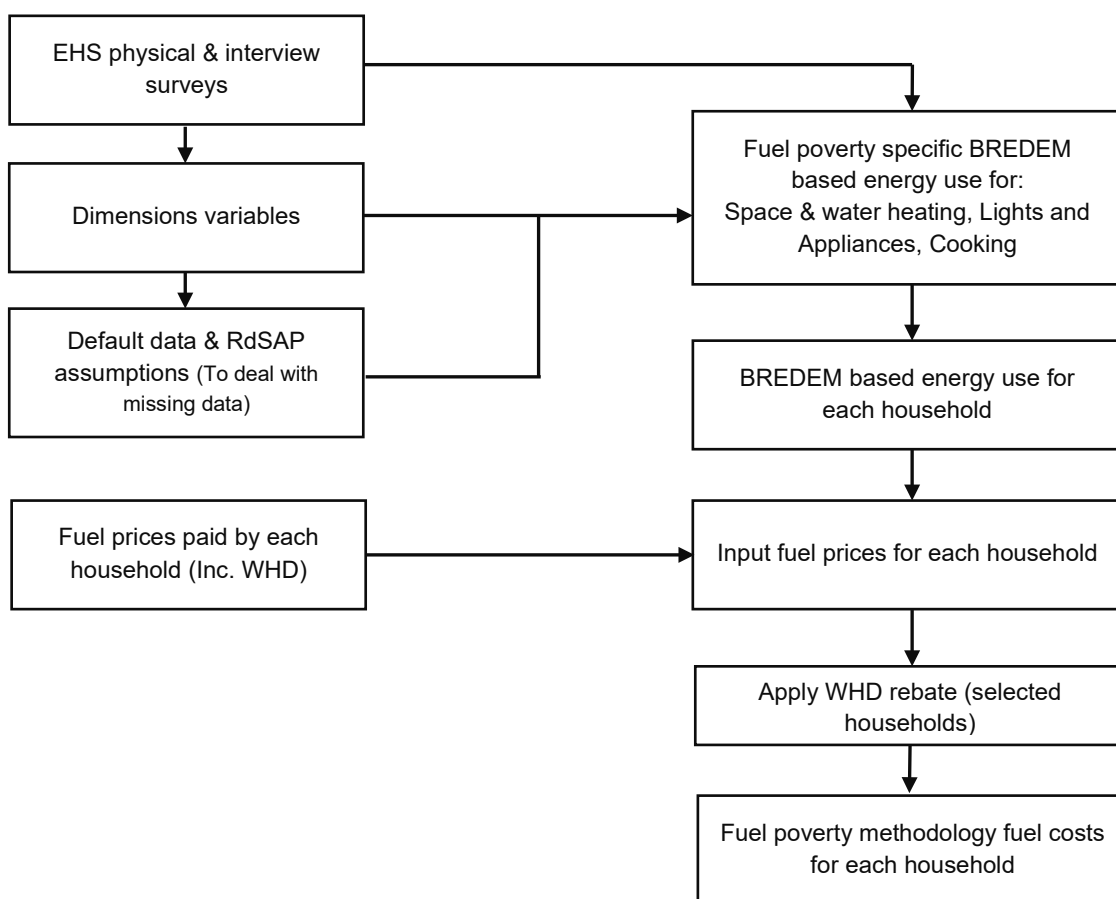 EHS physical & interview
surveys
Dimensions variables
Default data & RdSAP
assumptions (To deal with
missing data)
Fuel poverty specific BREDEM
based energy use for:
Space & water heating, Lights and
Appliances, Cooking
BREDEM based energy use for
each household
Fuel prices paid by each
household (Inc. WHD)
Input fuel prices for each household
Apply WHD rebate (selected
households)
Fuel poverty methodology fuel costs
for each household